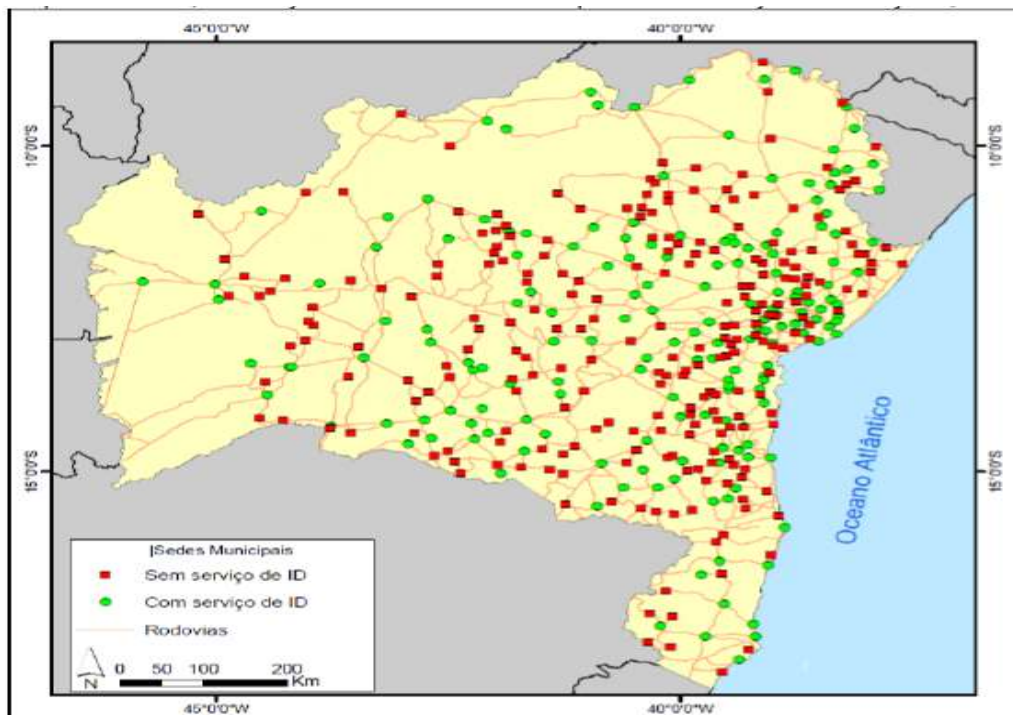 45°0'0"W 40°0'0"W
10°0'0"S 10°0'0"S
15°0'0"S 15°0'0"S
Oceano Atlântico
|Sedes Municipais
Sem serviço de ID
Com serviço de ID
Rodovias
N
0 50 100 200
Km
45°0'0"W 40°0'0"W